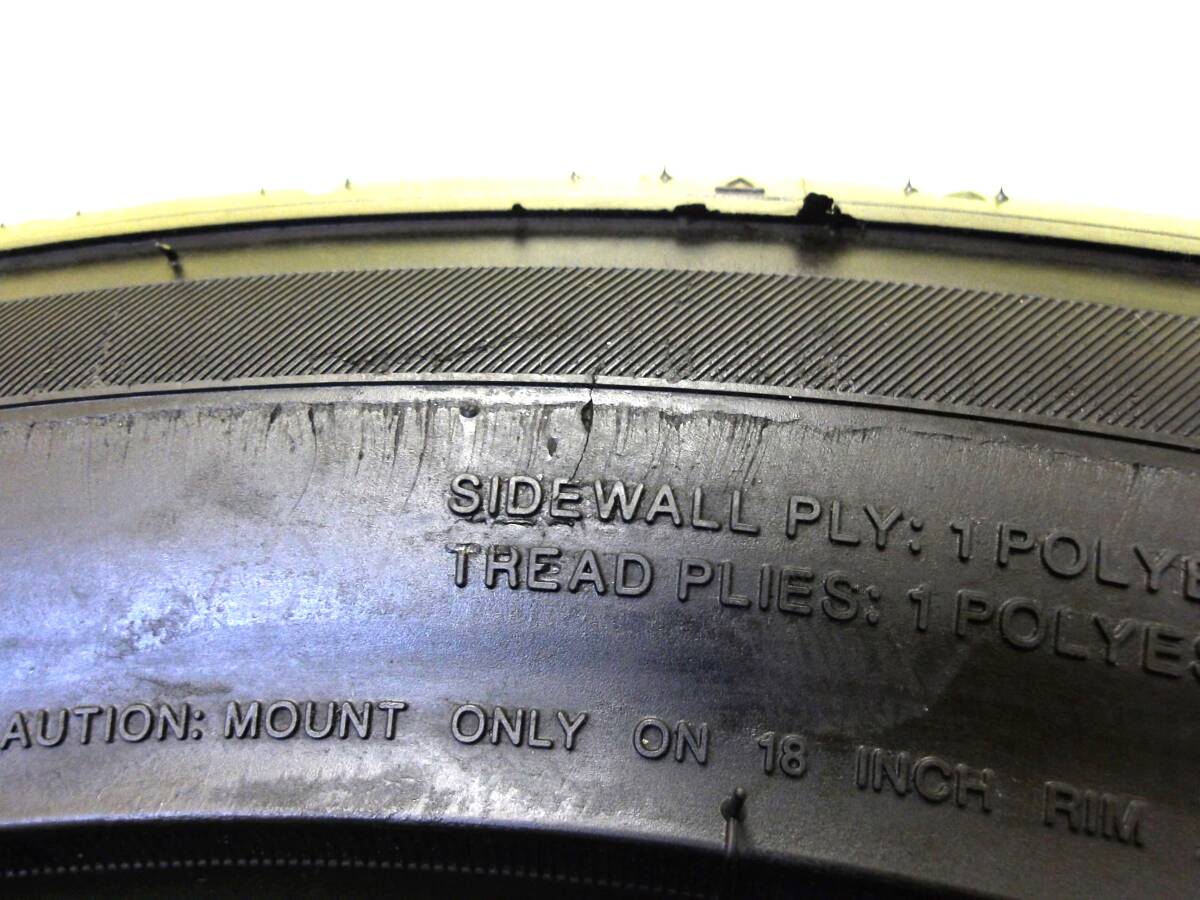 SIDEWALL PLY: 1 POLYE
TREAD PLIES: 1 POLYES
AUTION: MOUNT ONLY ON 18 INCH RIM